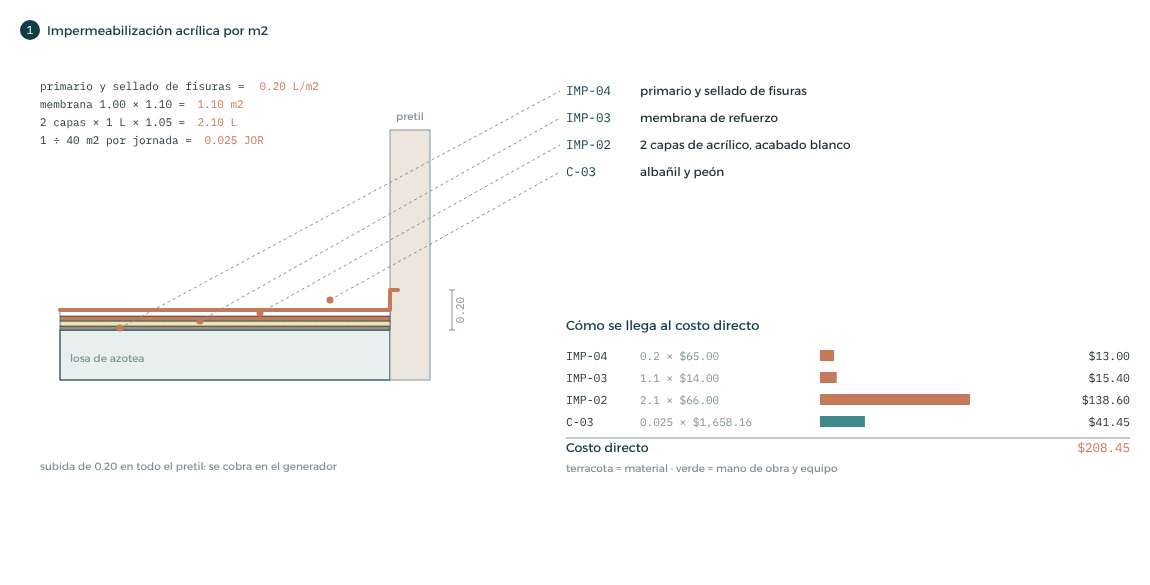 1 Impermeabilización acrílica por m2
primario y sellado de fisuras = 0.20 L/m2
membrana 1.00 × 1.10 = 1.10 m2
2 capas × 1 L × 1.05 = 2.10 L
1 ÷ 40 m2 por jornada = 0.025 JOR
pretil
IMP-04 primario y sellado de fisuras
IMP-03 membrana de refuerzo
IMP-02 2 capas de acrílico, acabado blanco
C-03 albañil y peón
0.20
losa de azotea
subida de 0.20 en todo el pretil: se cobra en el generador
Cómo se llega al costo directo
IMP-04 0.2 × $65.00 $13.00
IMP-03 1.1 × $14.00 $15.40
IMP-02 2.1 × $66.00 $138.60
C-03 0.025 × $1,658.16 $41.45
Costo directo $208.45
terracota = material · verde = mano de obra y equipo